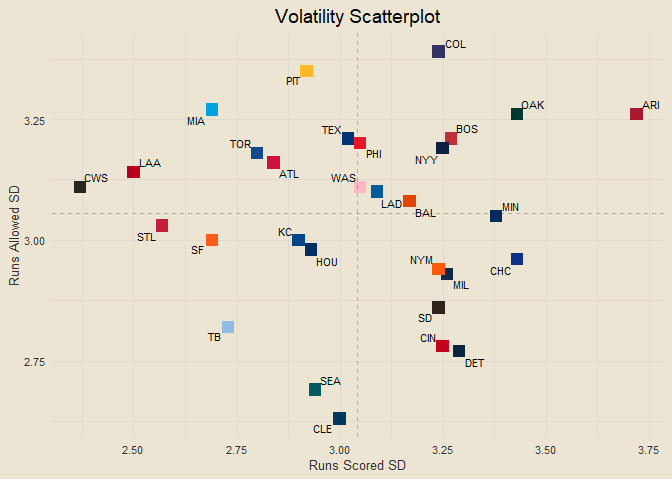 Volatility Scatterplot
COL
PIT
OAK
ARI
MIA
3.25
TEX
BOS
TOR
PHI
NYY
LAA
ATL
CWS
WAS
LAD
BAL
MIN
STL
KC
3.00
SF
HOU
NYM
CHC
MIL
SD
TB
CIN
DET
2.75
SEA
CLE
Runs Allowed SD
2.50
2.75
3.00
3.25
3.50
3.75
Runs Scored SD